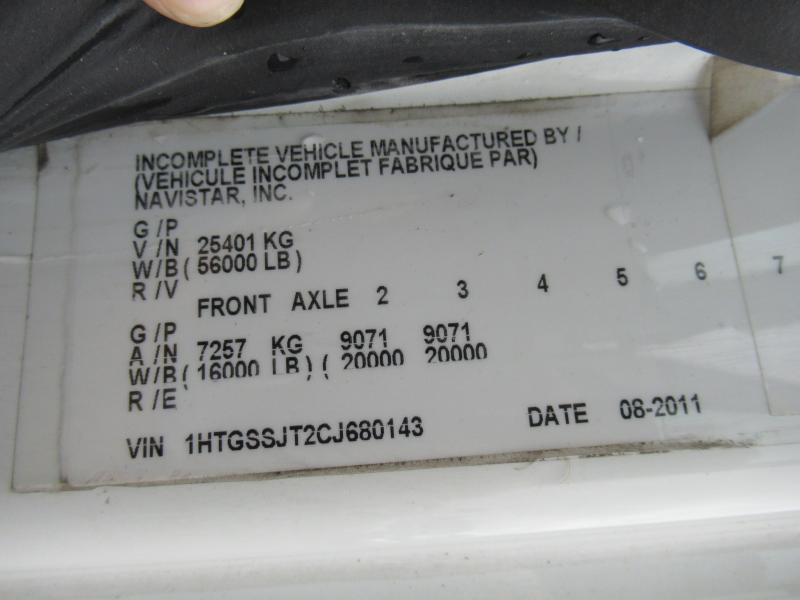 INCOMPLETE VEHICLE MANUFACTURED BY /
(VEHICULE INCOMPLET FABRIQUE PAR)
NAVISTAR, INC.
G /P
V /N 25401 KG
W/B ( 56000 LB )
R /V
FRONT AXLE 2 3 4 5 6 7
G /P
A /N 7257 KG 9071 9071
W/B ( 16000 LB ) ( 20000 20000
R /E
VIN 1HTGSSJT2CJ680143 DATE 08-2011